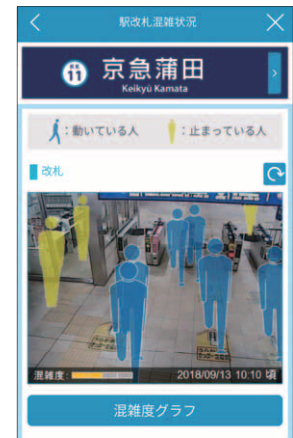 駅改札混雑状況
京急
11
京急蒲田
Keikyū Kamata
:動いている人
:止まっている人
改札
混雑度:
2018/09/13 10:10 頃
混雑度グラフ